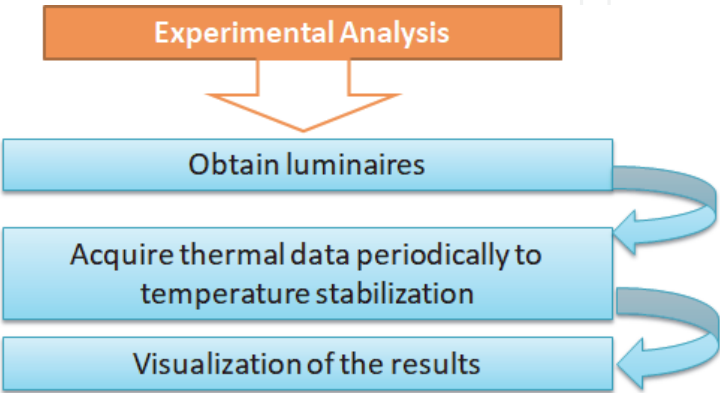 Experimental Analysis
Obtain luminaires
Acquire thermal data periodically to
temperature stabilization
Visualization of the results